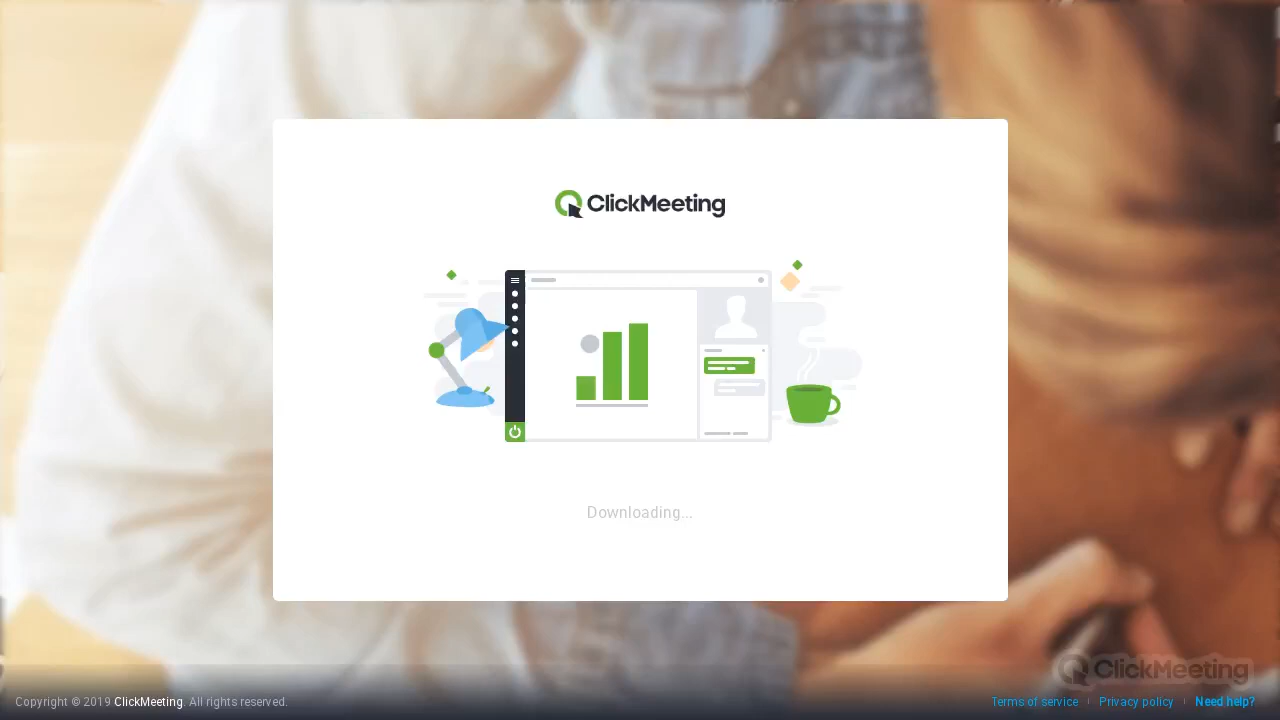 ClickMeeting
Downloading...
ClickMeeting
Copyright © 2019 ClickMeeting. All rights reserved.
Terms of service | Privacy policy | Need help?